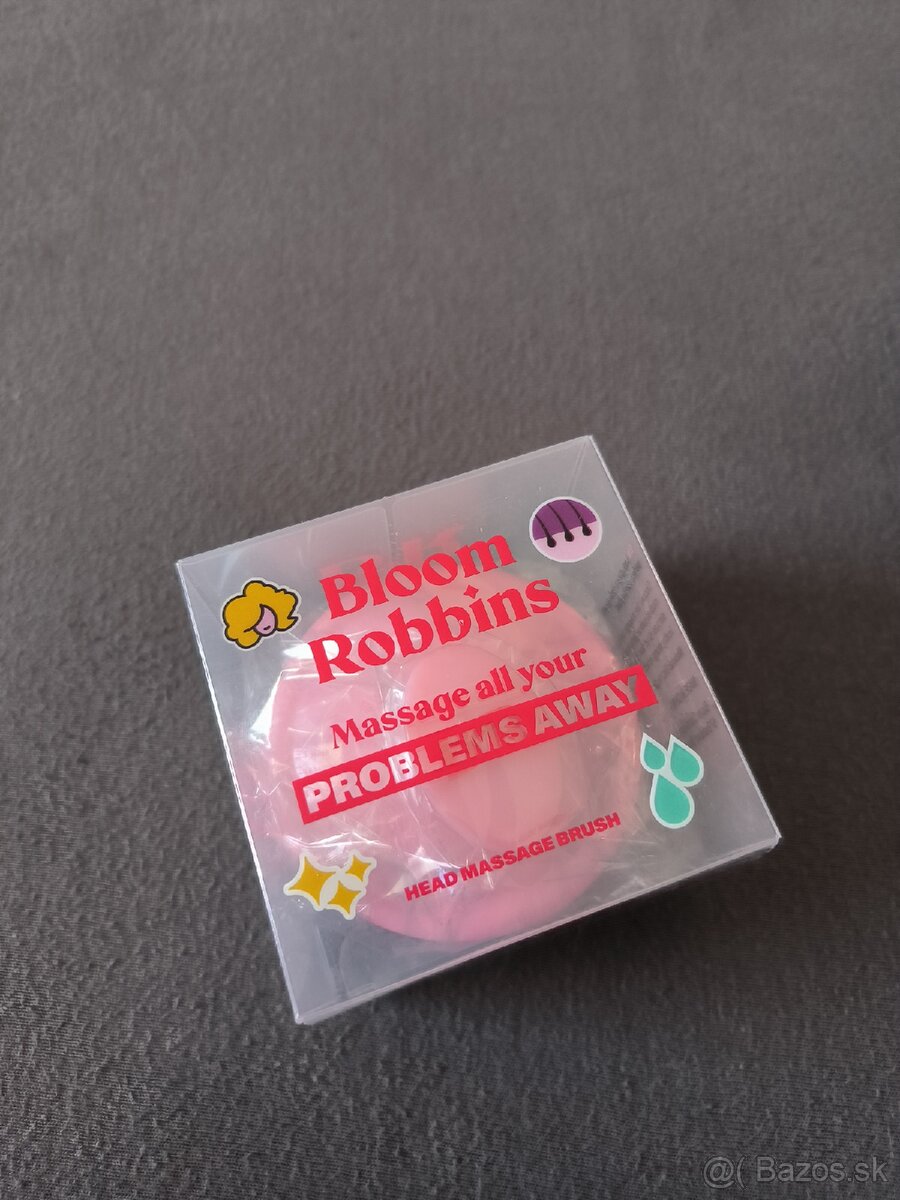 Bloom
Robbins
Massage all your
PROBLEMS AWAY
HEAD MASSAGE BRUSH
@( Bazos.sk